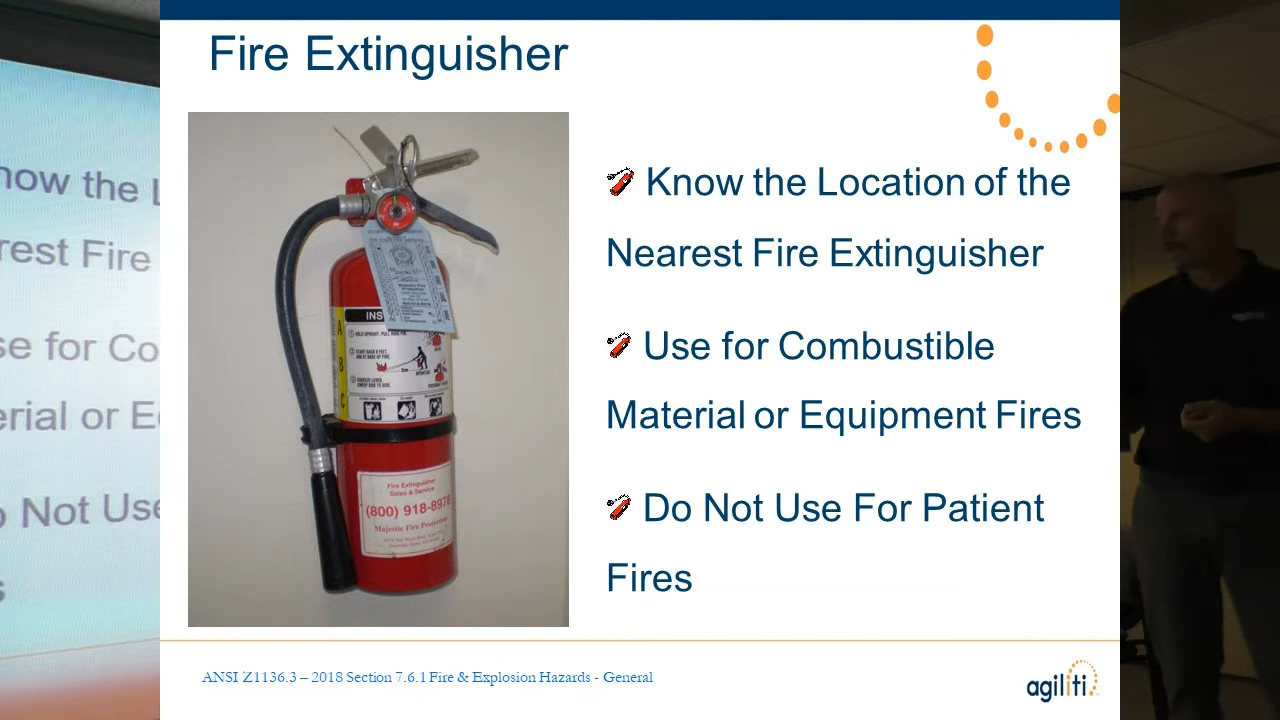 Fire Extinguisher
Know the Location of the
Nearest Fire Extinguisher
Use for Combustible
Material or Equipment Fires
Do Not Use For Patient
Fires
INS
A
B
C
Fire Extinguisher
Sales & Service
(800) 918-8978
Majestic Fire Protection
ANSI Z1136.3 – 2018 Section 7.6.1 Fire & Explosion Hazards - General
agiliti
now the L
rest Fire
se for Co
erial or E
Not Use
s